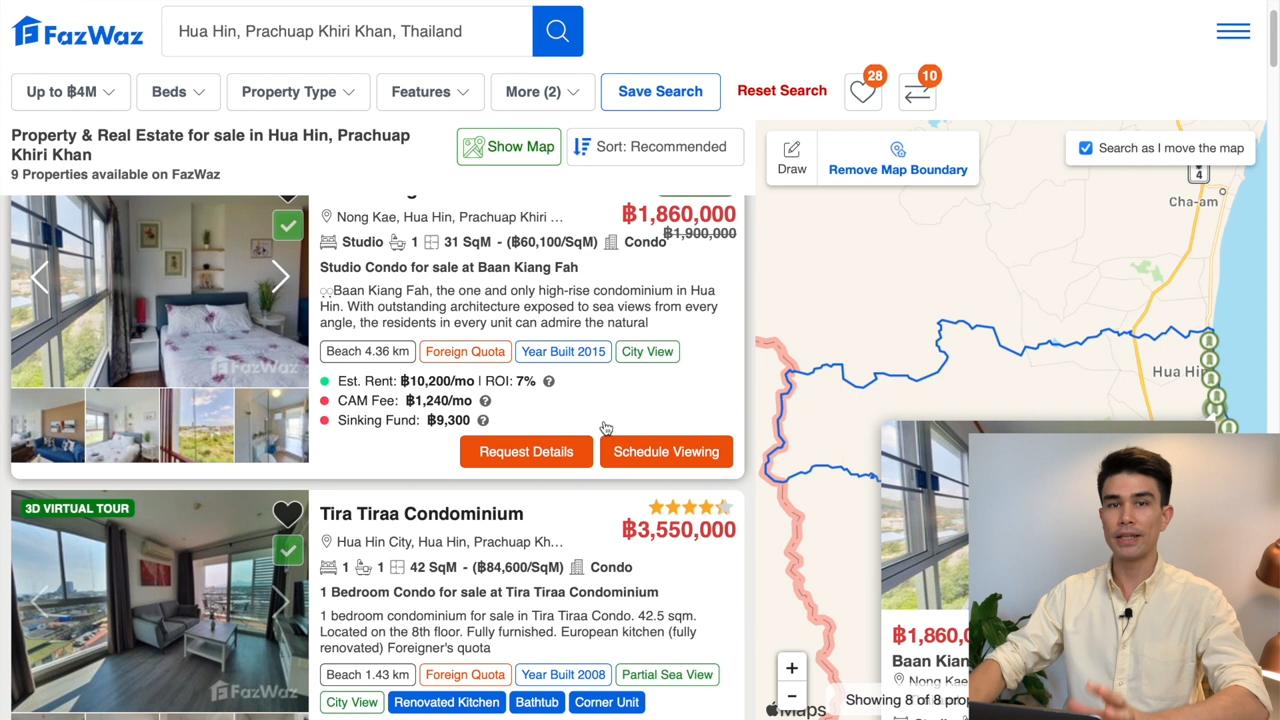 FazWaz
Hua Hin, Prachuap Khiri Khan, Thailand
Up to ฿4M
Beds
Property Type
Features
More (2)
Save Search
Reset Search
28
10
Property & Real Estate for sale in Hua Hin, Prachuap
Khiri Khan
9 Properties available on FazWaz
Show Map
Sort: Recommended
Draw
Remove Map Boundary
Search as I move the map
4
Cha-am
Nong Kae, Hua Hin, Prachuap Khiri ...
฿1,860,000
฿1,900,000
Studio 1 31 SqM - (฿60,100/SqM) Condo
Studio Condo for sale at Baan Kiang Fah
Baan Kiang Fah, the one and only high-rise condominium in Hua
Hin. With outstanding architecture exposed to sea views from every
angle, the residents in every unit can admire the natural
Beach 4.36 km
Foreign Quota
Year Built 2015
City View
Est. Rent: ฿10,200/mo | ROI: 7%
CAM Fee: ฿1,240/mo
Sinking Fund: ฿9,300
Request Details
Schedule Viewing
FazWaz
Hua Hin
3D VIRTUAL TOUR
Tira Tiraa Condominium
฿3,550,000
Hua Hin City, Hua Hin, Prachuap Kh...
1 1 42 SqM - (฿84,600/SqM) Condo
1 Bedroom Condo for sale at Tira Tiraa Condominium
1 bedroom condominium for sale in Tira Tiraa Condo. 42.5 sqm.
Located on the 8th floor. Fully furnished. European kitchen (fully
renovated) Foreigner's quota
Beach 1.43 km
Foreign Quota
Year Built 2008
Partial Sea View
City View
Renovated Kitchen
Bathtub
Corner Unit
FazWaz
฿1,860,0
Baan Kian
Nong Kae
+
−
Showing 8 of 8 prop
Maps